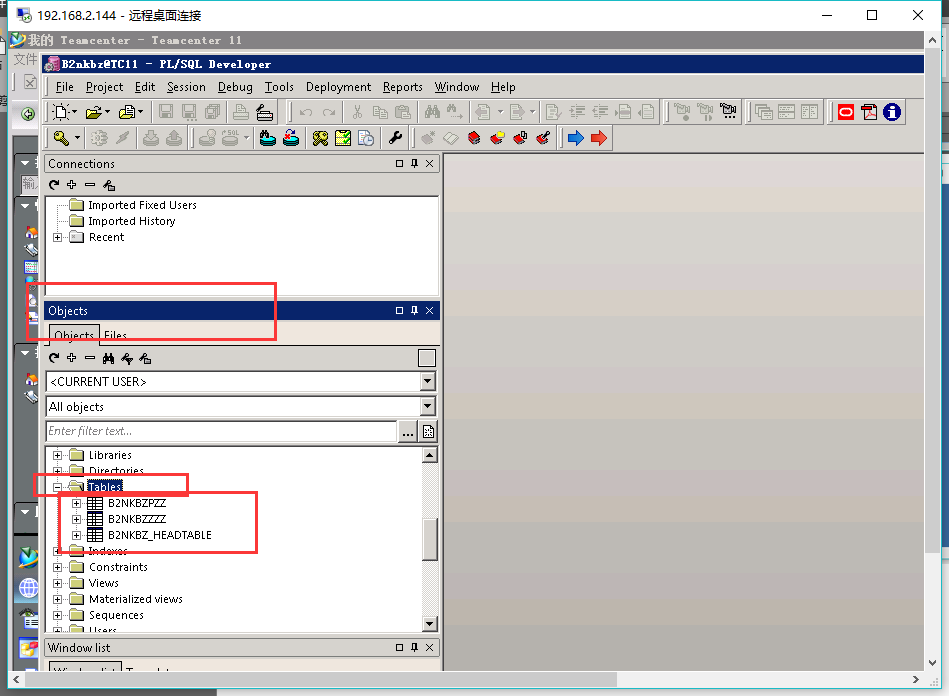 192.168.2.144 - 远程桌面连接
我的 Teamcenter - Teamcenter 11
文件
B2nkbz@TC11 - PL/SQL Developer
File Project Edit Session Debug Tools Deployment Reports Window Help
Connections
Imported Fixed Users
Imported History
Recent
Objects
Objects Files
<CURRENT USER>
All objects
Enter filter text...
Libraries
Directories
Tables
B2NKBZPZZ
B2NKBZZZZ
B2NKBZ_HEADTABLE
Indexes
Constraints
Views
Materialized views
Sequences
Users
Window list
Window list Templates